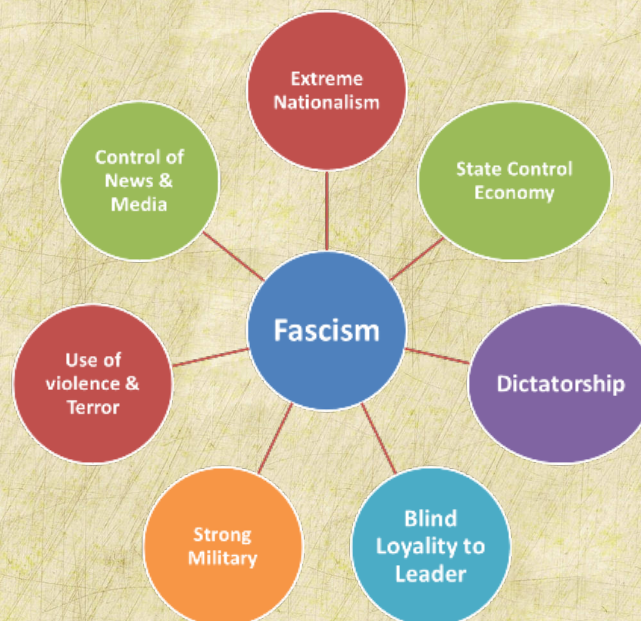 Extreme
Nationalism
State Control
Economy
Dictatorship
Blind
Loyality to
Leader
Strong
Military
Use of
violence &
Terror
Control of
News &
Media
Fascism